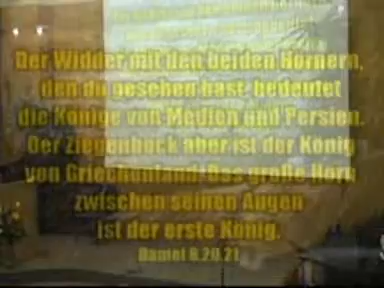 Der Widder mit den beiden Hörnern,
den du gesehen hast, bedeutet
die Könige von Medien und Persien.
Der Ziegenbock aber ist der König
von Griechenland. Das große Horn
zwischen seinen Augen
ist der erste König.
Daniel 8,20.21